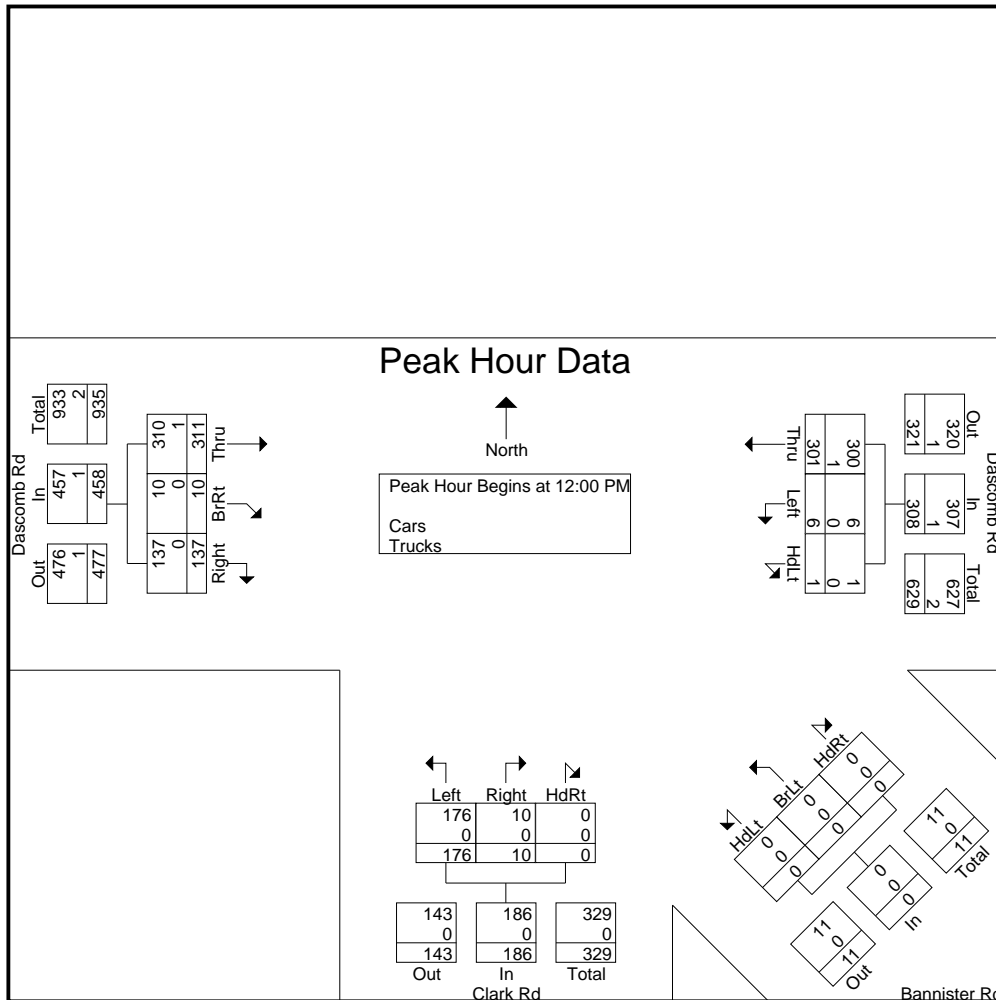 Peak Hour Data
North
Peak Hour Begins at 12:00 PM
Cars
Trucks
Dascomb Rd
Total
933
2
935
In
457
1
458
Out
476
1
477
Thru
310
1
311
BrRt
10
0
10
Right
137
0
137
Dascomb Rd
Out
320
1
321
In
307
1
308
Total
627
2
629
Thru
300
1
301
Left
6
0
6
HdLt
1
0
1
Left Right HdRt
176 10 0
0 0 0
176 10 0
143 186 329
0 0 0
143 186 329
Out In Total
Clark Rd
HdRt
0
0
0
BrLt
0
0
0
HdLt
0
0
0
Total
11
0
11
In
0
0
0
Out
11
0
11
Bannister Rd